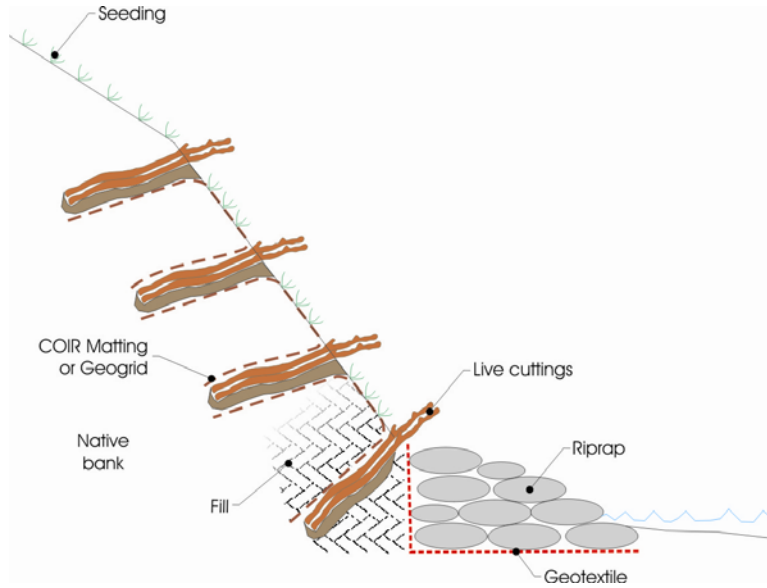 Seeding
COIR Matting
or Geogrid
Live cuttings
Native
bank
Riprap
Fill
Geotextile